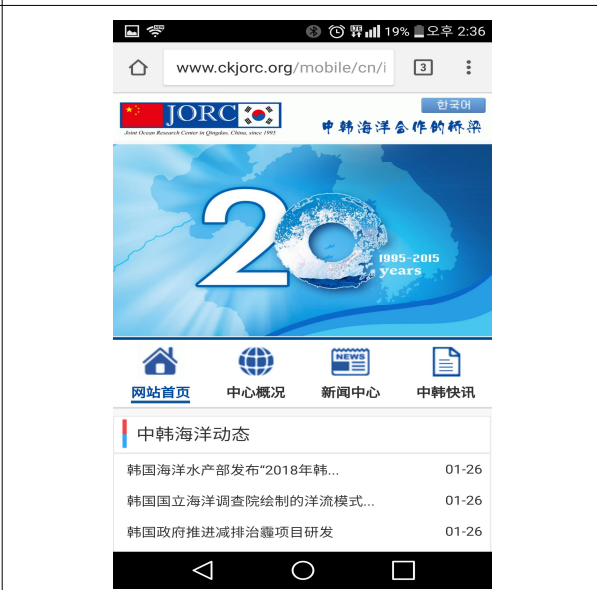 19% 오후 2:36
www.ckjorc.org/mobile/cn/i 3
한국어
JORC
Joint Ocean Research Center in Qingdao, China, since 1995
中韩海洋合作的桥梁
20
1995-2015
years
NEWS
网站首页 中心概况 新闻中心 中韩快讯
中韩海洋动态
韩国海洋水产部发布“2018年韩... 01-26
韩国国立海洋调查院绘制的洋流模式... 01-26
韩国政府推进减排治霾项目研发 01-26